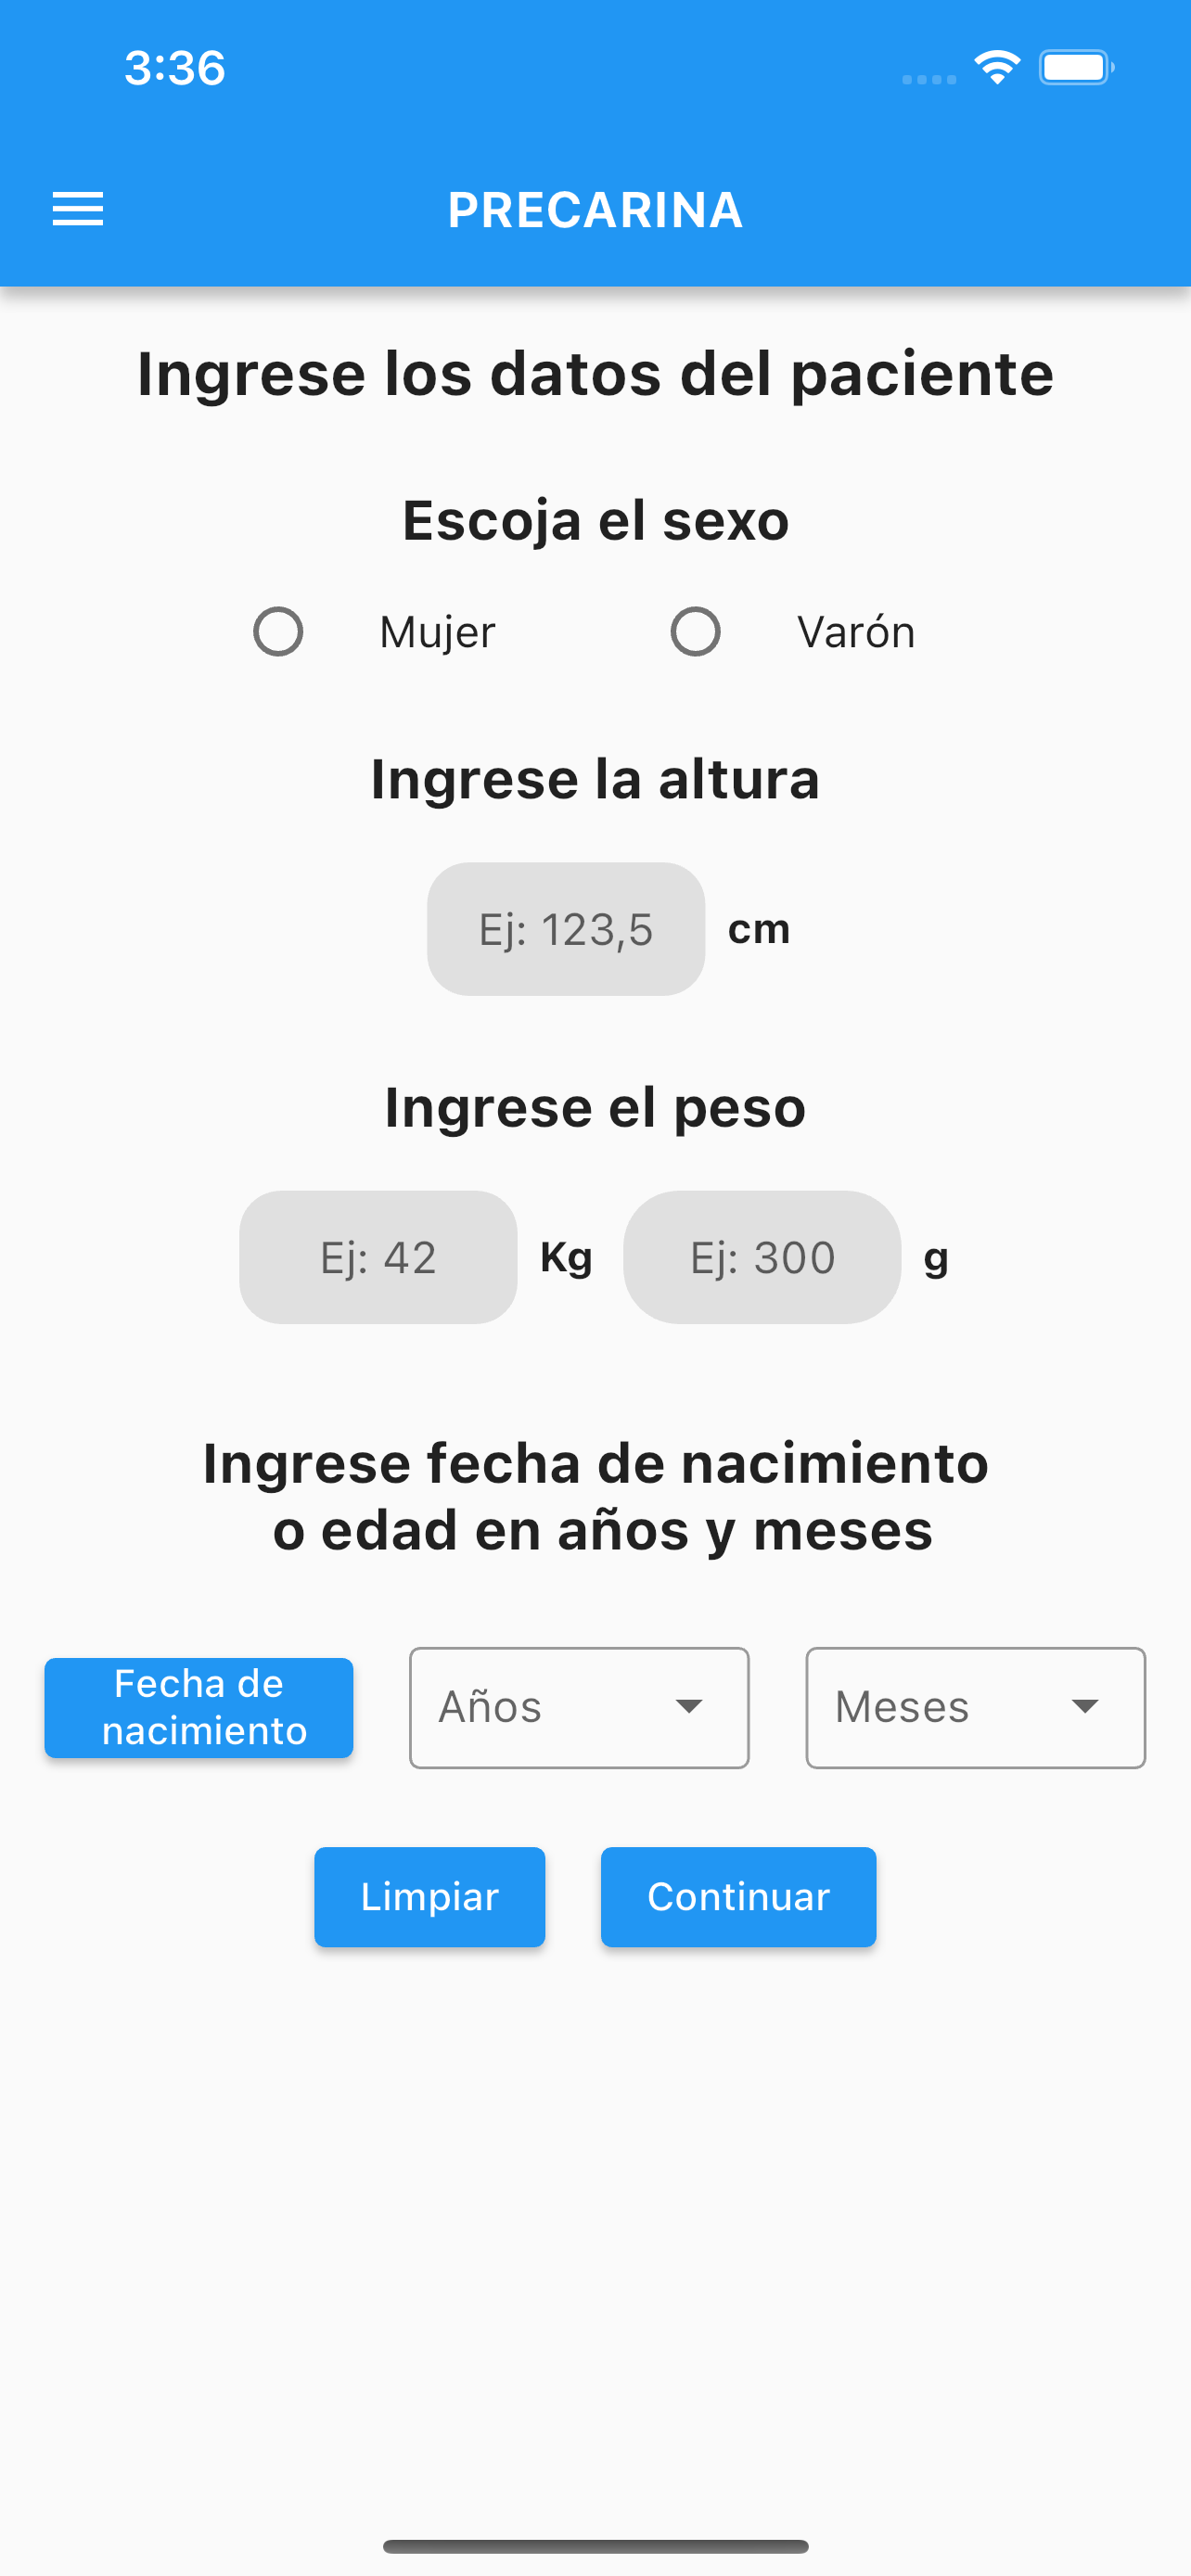 3:36
PRECARINA
Ingrese los datos del paciente
Escoja el sexo
Mujer Varón
Ingrese la altura
Ej: 123,5 cm
Ingrese el peso
Ej: 42 Kg Ej: 300 g
Ingrese fecha de nacimiento
o edad en años y meses
Fecha de
nacimiento
Años
Meses
Limpiar Continuar